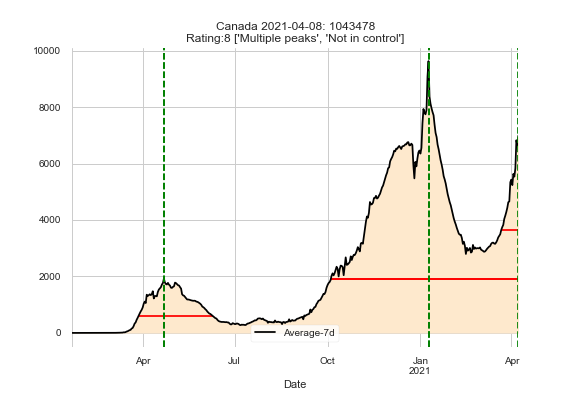 Canada 2021-04-08: 1043478
Rating:8 ['Multiple peaks', 'Not in control']
10000
8000
6000
4000
2000
0
Average-7d
Apr Jul Oct Jan Apr
2021
Date